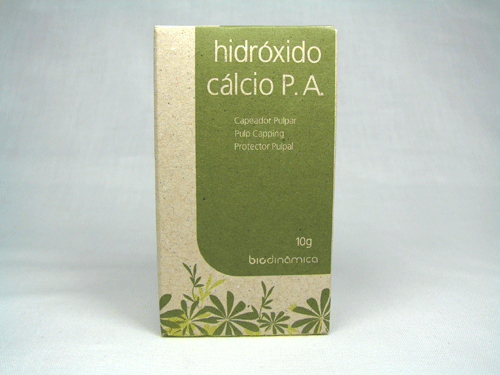 hidróxido
cálcio P.A.
Capeador Pulpar
Pulp Capping
Protector Pulpal
10g
biodinâmica